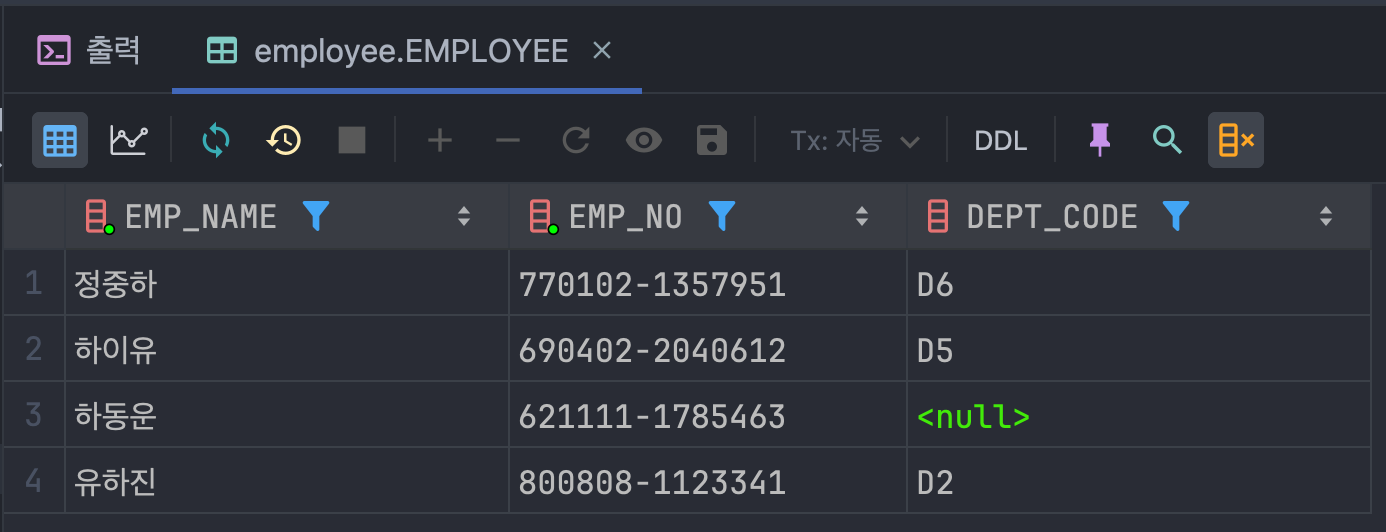 출력 employee.EMPLOYEE ×
Tx: 자동 DDL
EMP_NAME EMP_NO DEPT_CODE
1 정중하 770102-1357951 D6
2 하이유 690402-2040612 D5
3 하동운 621111-1785463 <null>
4 유하진 800808-1123341 D2